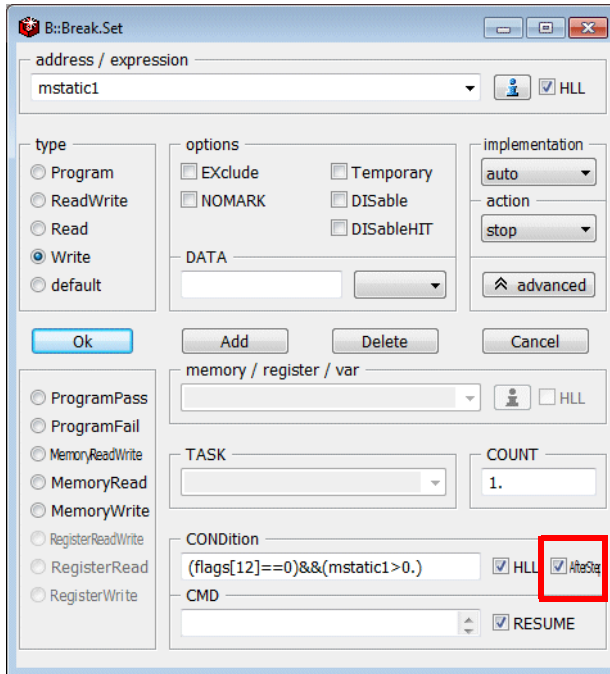 B::Break.Set
address / expression
mstatic1
HLL
type
Program
ReadWrite
Read
Write
default
options
EXclude
Temporary
NOMARK
DISable
DISableHIT
DATA
implementation
auto
action
stop
advanced
Ok
Add
Delete
Cancel
ProgramPass
ProgramFail
MemoryReadWrite
MemoryRead
MemoryWrite
RegisterReadWrite
RegisterRead
RegisterWrite
memory / register / var
HLL
TASK
COUNT
1.
CONDition
(flags[12]==0)&&(mstatic1>0.)
HLL
AfterStep
CMD
RESUME